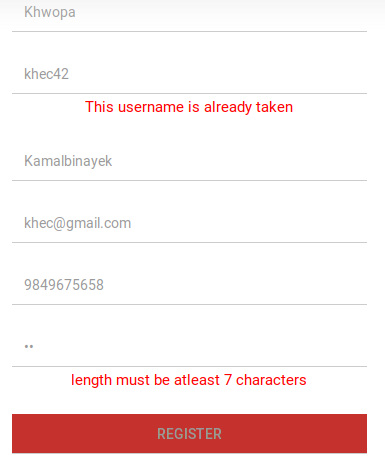 Khwopa
khec42
This username is already taken
Kamalbinayek
khec@gmail.com
9849675658
••
length must be atleast 7 characters
REGISTER